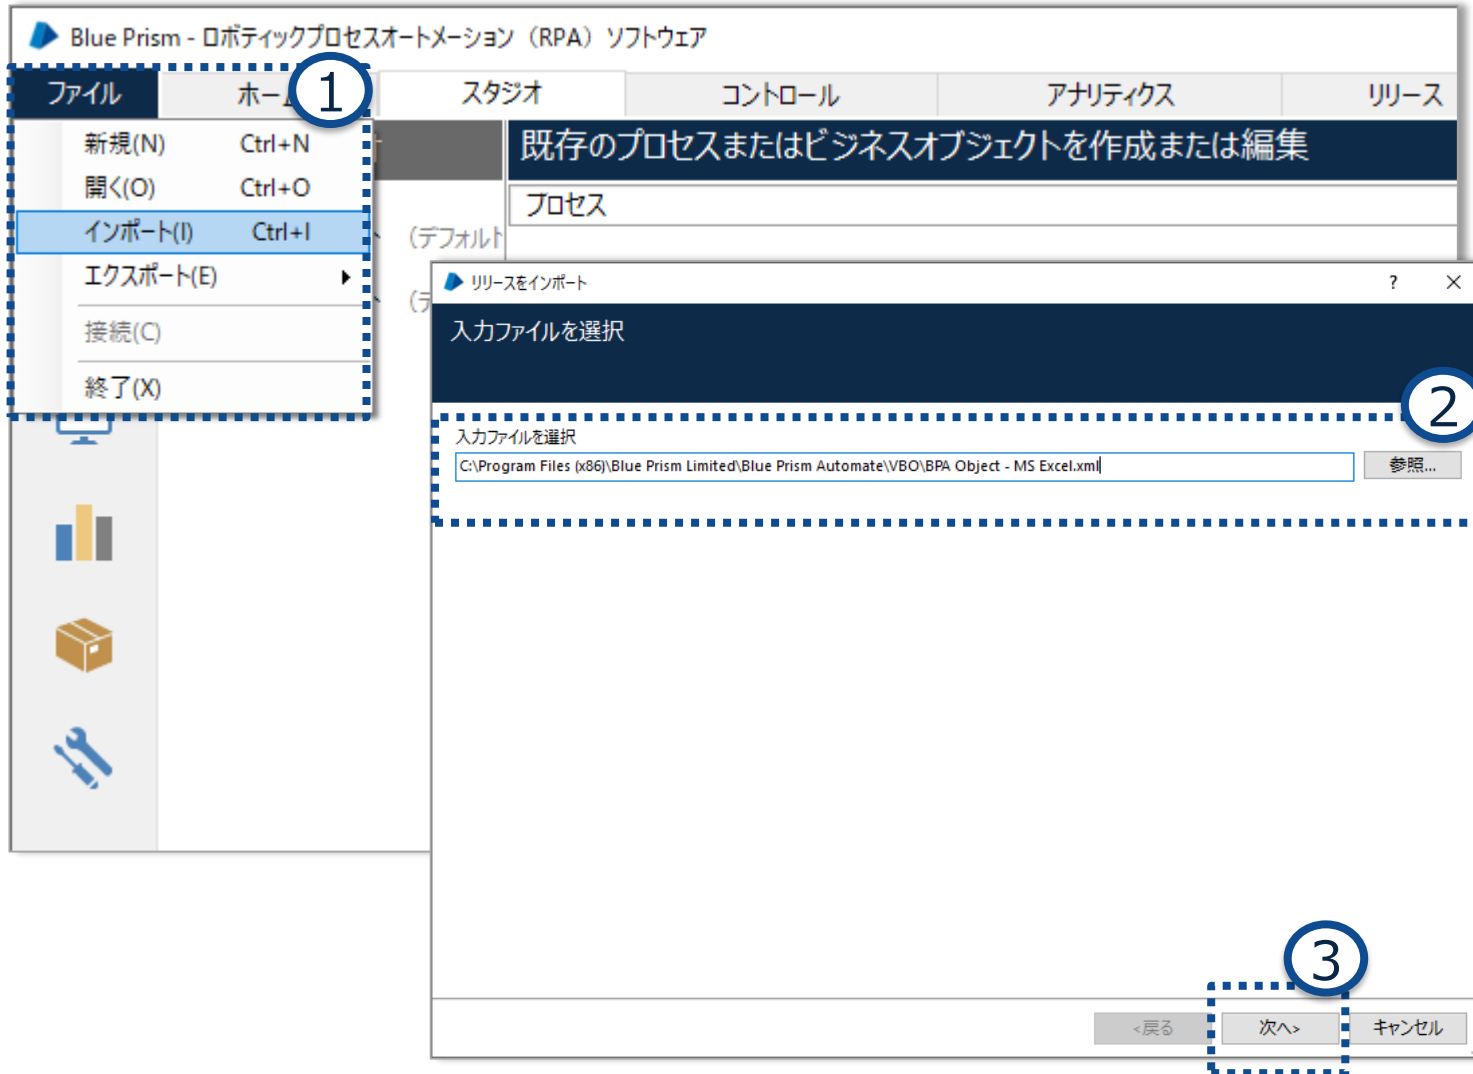 Blue Prism - ロボティックプロセスオートメーション（RPA）ソフトウェア
ファイル
ホー
1
スタジオ
コントロール
アナリティクス
リリース
新規(N) Ctrl+N
開く(O) Ctrl+O
インポート(I) Ctrl+I
エクスポート(E)
接続(C)
終了(X)
既存のプロセスまたはビジネスオブジェクトを作成または編集
プロセス
（デフォルト
（デ
リリースをインポート
?
入力ファイルを選択
2
入力ファイルを選択
C:\Program Files (x86)\Blue Prism Limited\Blue Prism Automate\VBO\BPA Object - MS Excel.xml
参照...
3
<戻る
次へ>
キャンセル